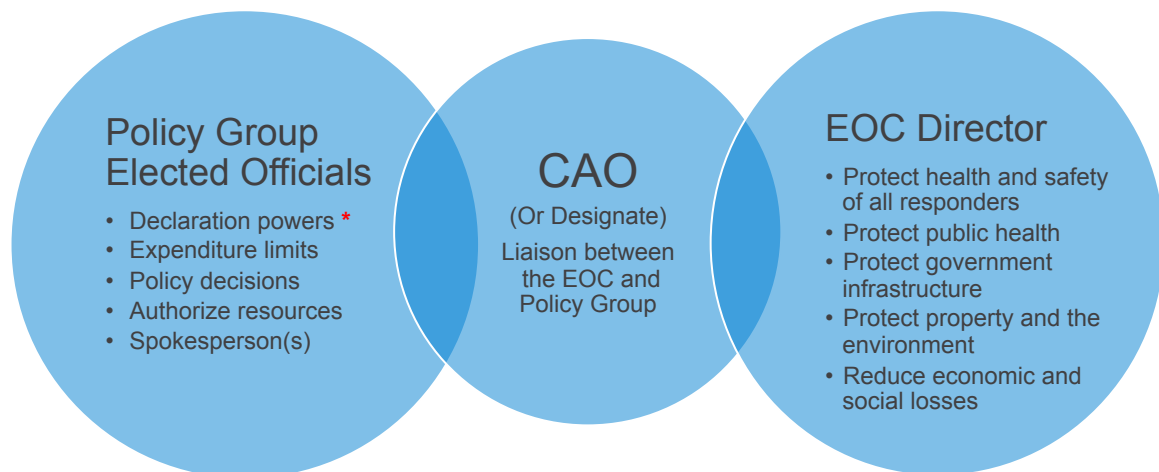 Policy Group
Elected Officials
• Declaration powers *
• Expenditure limits
• Policy decisions
• Authorize resources
• Spokesperson(s)
CAO
(Or Designate)
Liaison between
the EOC and
Policy Group
EOC Director
• Protect health and safety
of all responders
• Protect public health
• Protect government
infrastructure
• Protect property and the
environment
• Reduce economic and
social losses